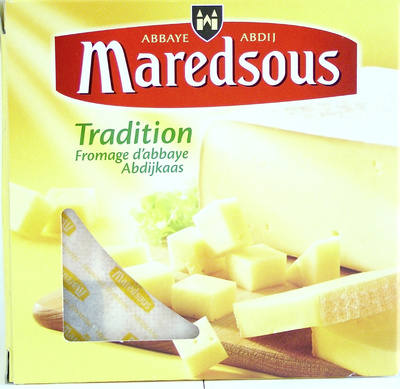 ABBAYE ABDIJ
Maredsous
Tradition
Fromage d'abbaye
Abdijkaas
Maredsous